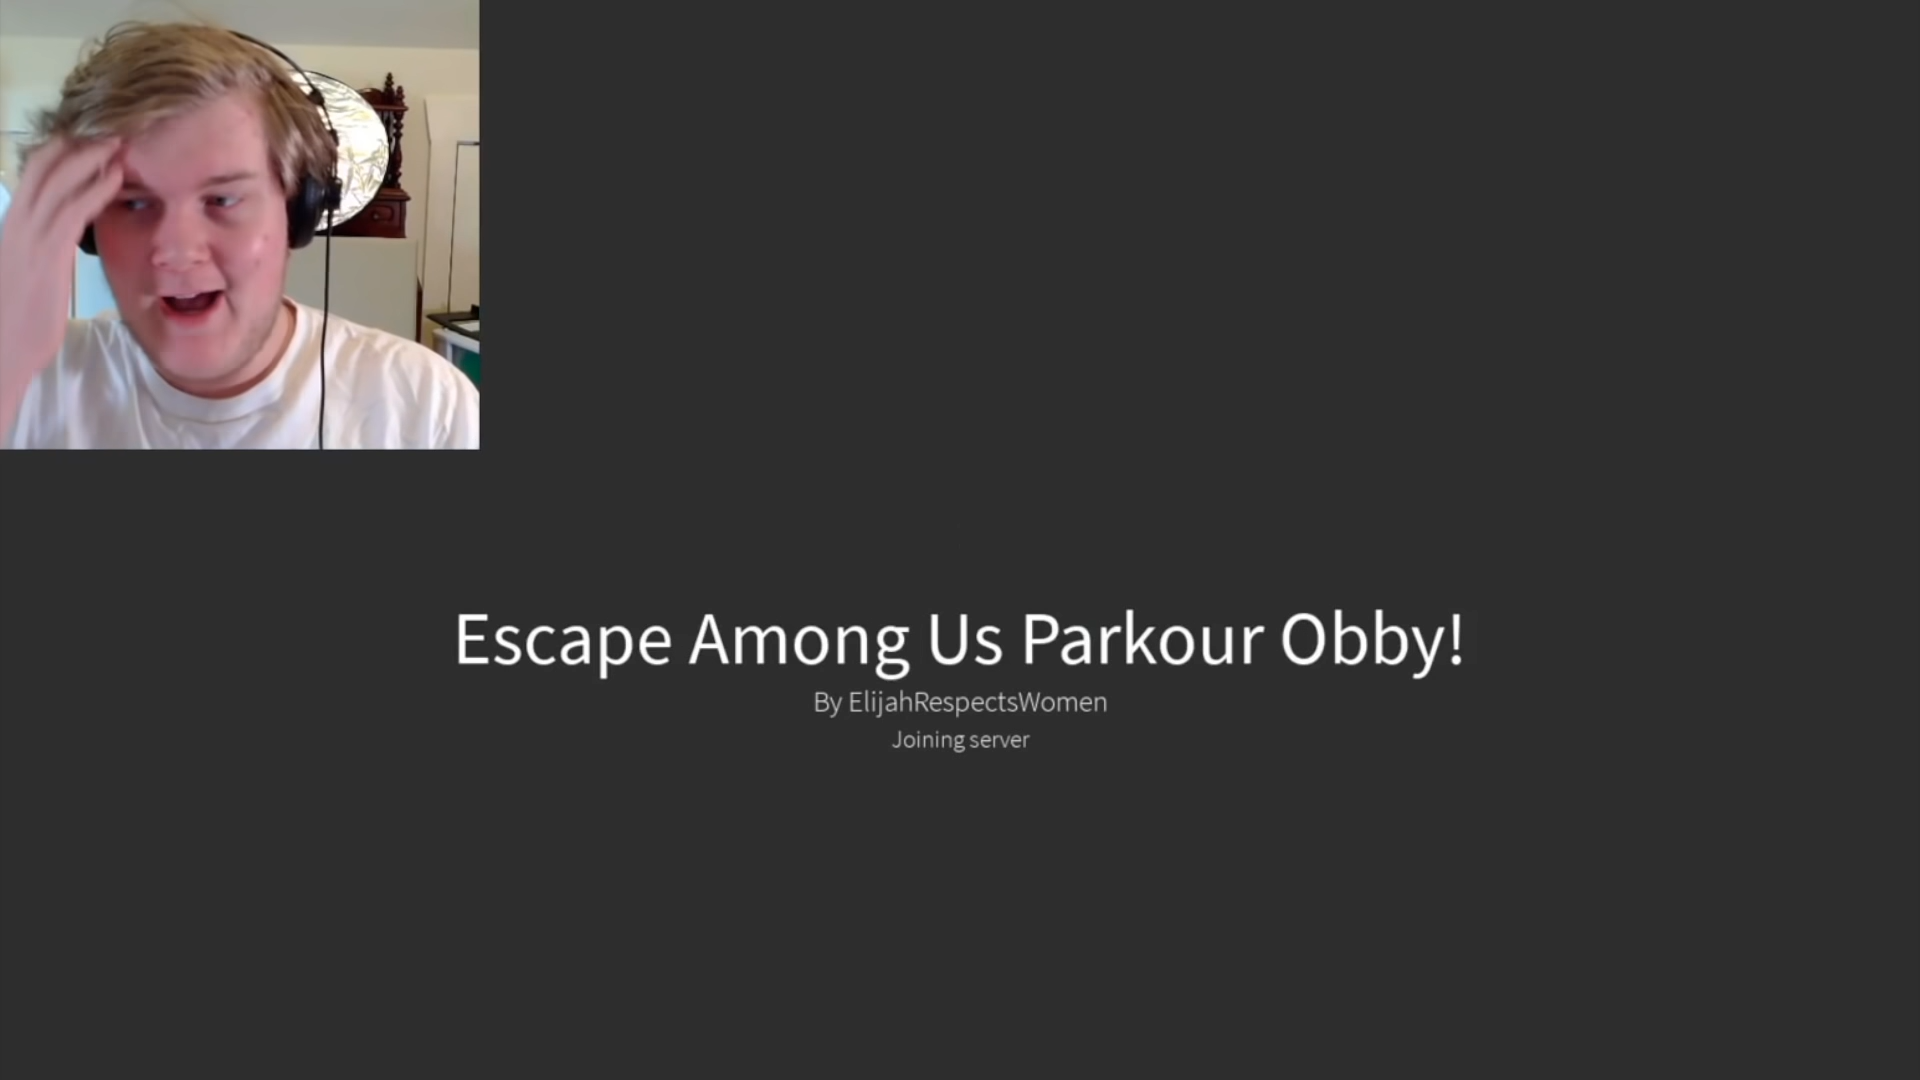 Escape Among Us Parkour Obby!
By ElijahRespectsWomen
Joining server